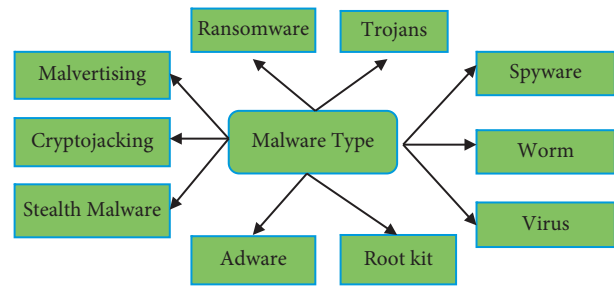 Ransomware
Trojans
Malvertising
Spyware
Cryptojacking
Malware Type
Worm
Stealth Malware
Virus
Adware
Root kit